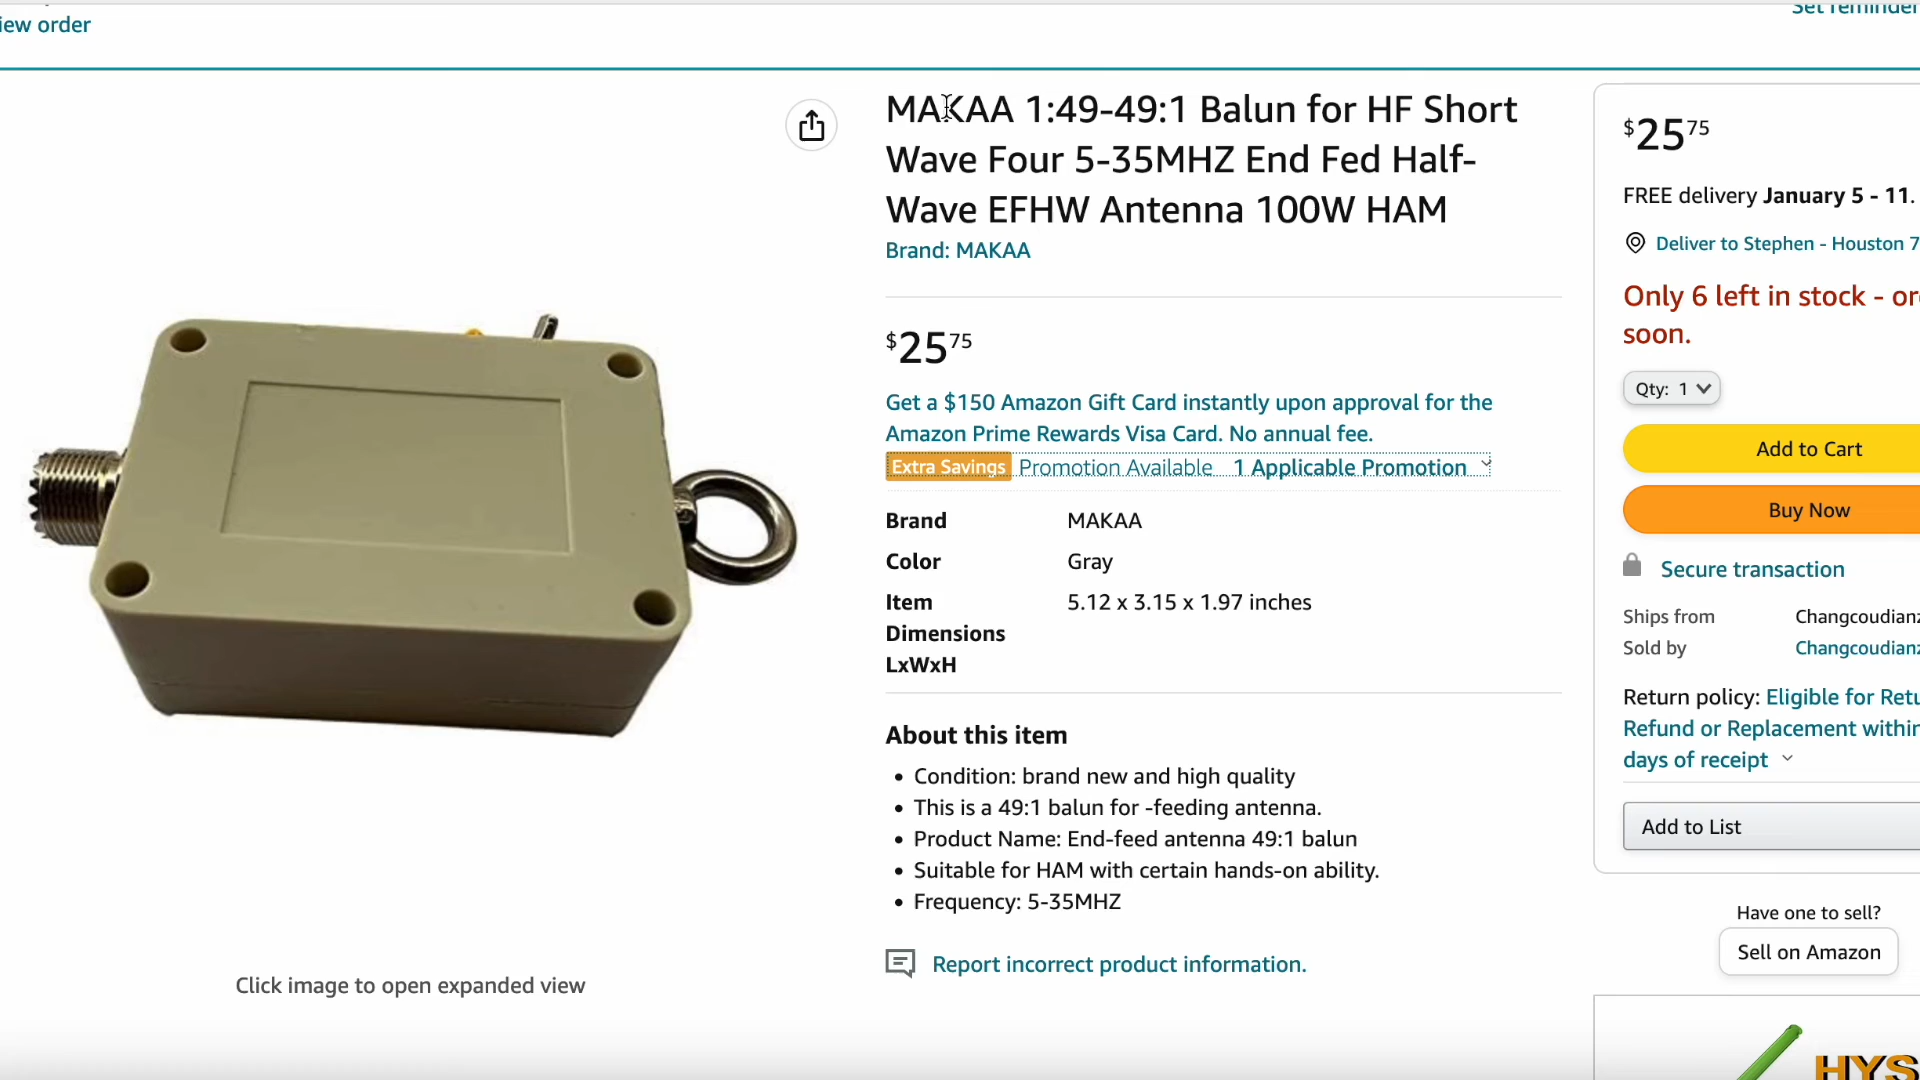 iew order
Set reminder
MAKAA 1:49-49:1 Balun for HF Short
Wave Four 5-35MHZ End Fed Half-
Wave EFHW Antenna 100W HAM
Brand: MAKAA
$25 75
Get a $150 Amazon Gift Card instantly upon approval for the
Amazon Prime Rewards Visa Card. No annual fee.
Extra Savings Promotion Available 1 Applicable Promotion
Brand MAKAA
Color Gray
Item 5.12 x 3.15 x 1.97 inches
Dimensions
LxWxH
About this item
• Condition: brand new and high quality
• This is a 49:1 balun for -feeding antenna.
• Product Name: End-feed antenna 49:1 balun
• Suitable for HAM with certain hands-on ability.
• Frequency: 5-35MHZ
Report incorrect product information.
Click image to open expanded view
$25 75
FREE delivery January 5 - 11.
Deliver to Stephen - Houston 7
Only 6 left in stock - or
soon.
Qty: 1
Add to Cart
Buy Now
Secure transaction
Ships from Changcoudian
Sold by Changcoudian
Return policy: Eligible for Retu
Refund or Replacement within
days of receipt
Add to List
Have one to sell?
Sell on Amazon
HYS